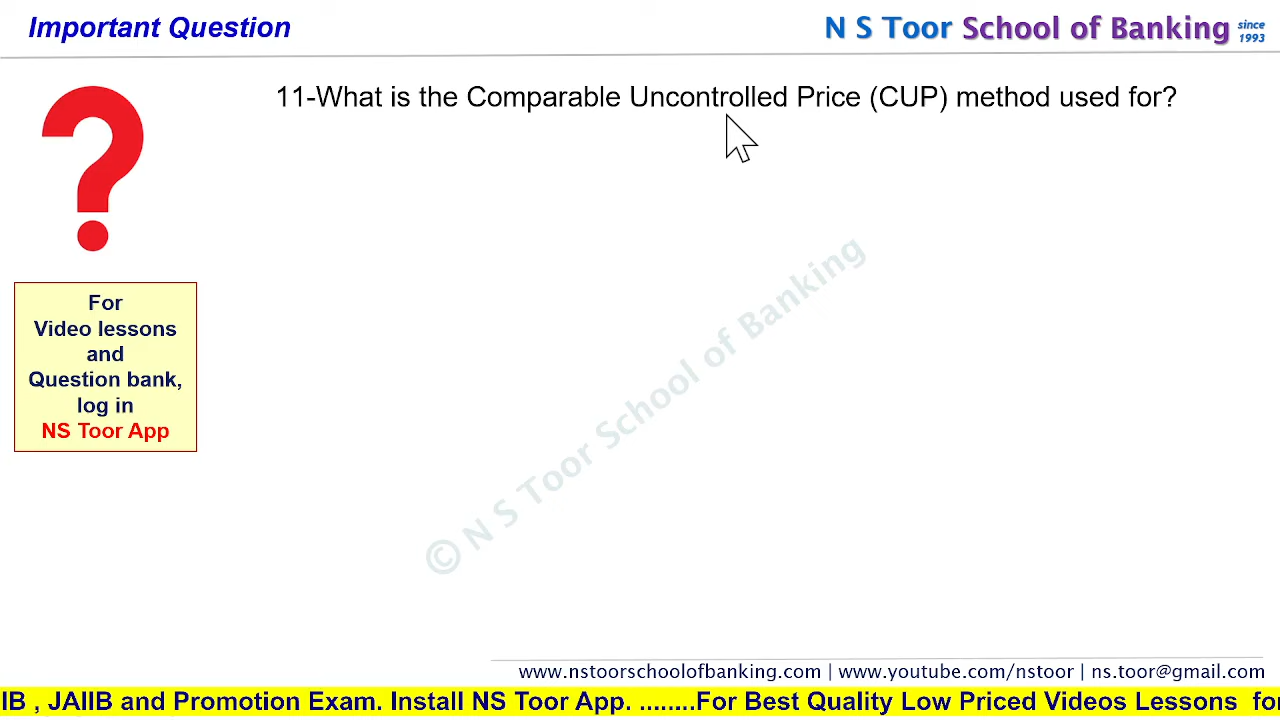 Important Question
N S Toor School of Banking since 1993
11-What is the Comparable Uncontrolled Price (CUP) method used for?
For
Video lessons
and
Question bank,
log in
NS Toor App
© N S Toor School of Banking
www.nstoorschoolofbanking.com | www.youtube.com/nstoor | ns.toor@gmail.com
IB , JAIIB and Promotion Exam. Install NS Toor App. ........For Best Quality Low Priced Videos Lessons for